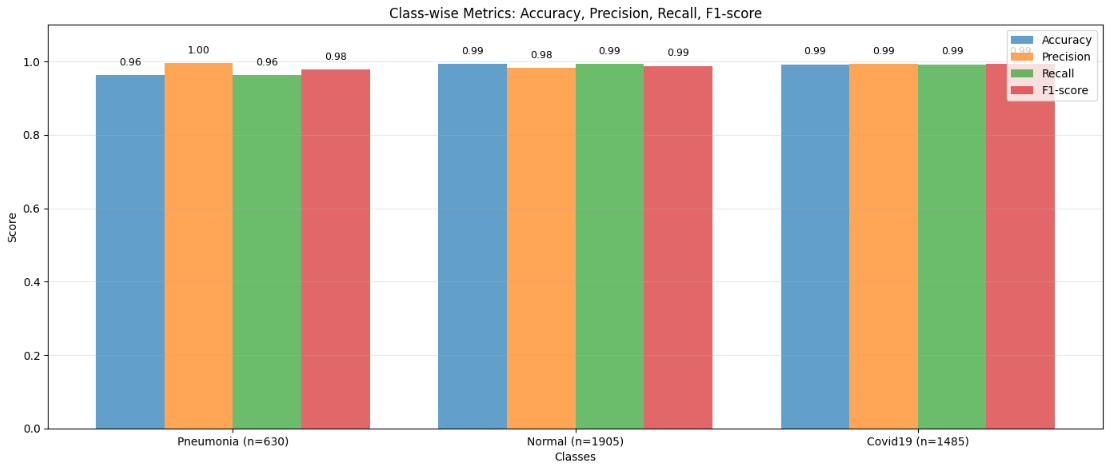 Class-wise Metrics: Accuracy, Precision, Recall, F1-score
0.96 1.00 0.96 0.98 0.99 0.98 0.99 0.99 0.99 0.99 0.99 0.99
Accuracy
Precision
Recall
F1-score
1.0
0.8
0.6
0.4
0.2
0.0
Score
Pneumonia (n=630) Normal (n=1905) Covid19 (n=1485)
Classes